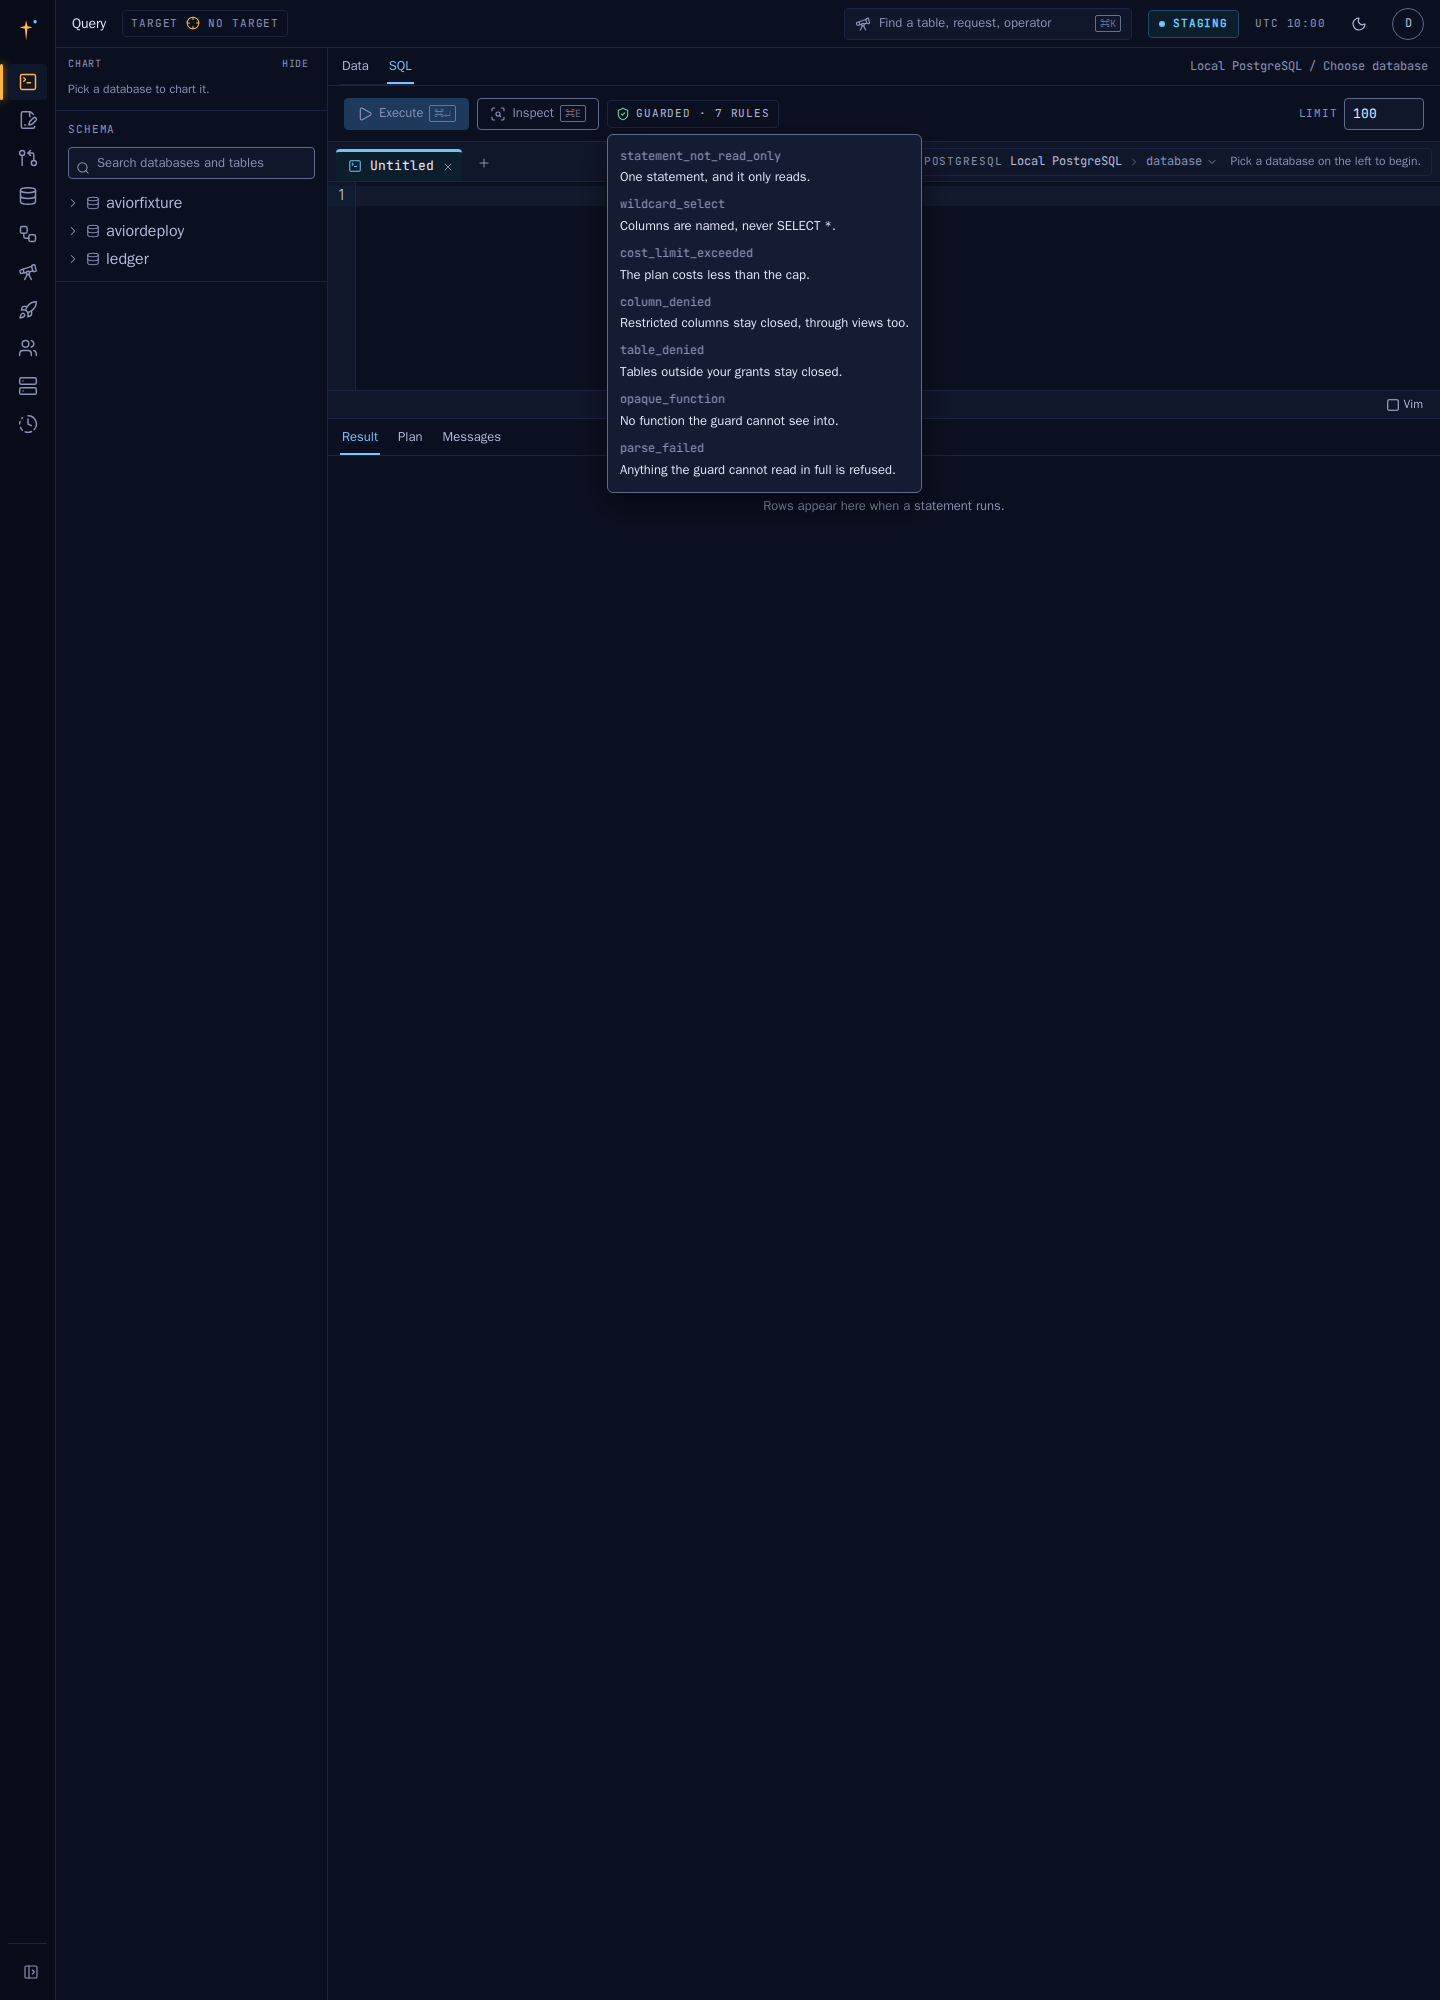 Query
TARGET NO TARGET
Find a table, request, operator
⌘K
STAGING
UTC 10:00
D
CHART
HIDE
Pick a database to chart it.
SCHEMA
Search databases and tables
aviorfixture
aviordeploy
ledger
Data
SQL
Local PostgreSQL / Choose database
Execute ⌘↵
Inspect ⌘E
GUARDED · 7 RULES
LIMIT
100
Untitled
POSTGRESQL Local PostgreSQL
database
Pick a database on the left to begin.
1
statement_not_read_only
One statement, and it only reads.
wildcard_select
Columns are named, never SELECT *.
cost_limit_exceeded
The plan costs less than the cap.
column_denied
Restricted columns stay closed, through views too.
table_denied
Tables outside your grants stay closed.
opaque_function
No function the guard cannot see into.
parse_failed
Anything the guard cannot read in full is refused.
Vim
Result
Plan
Messages
Rows appear here when a statement runs.